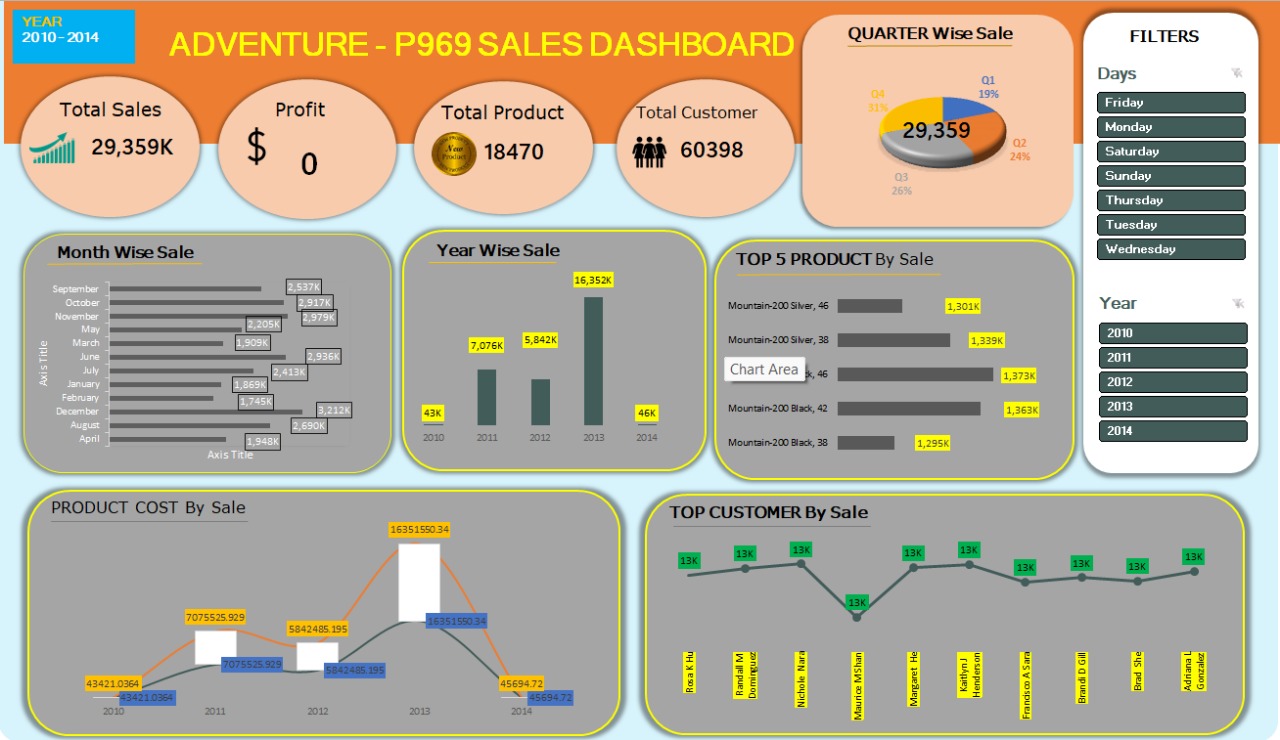 YEAR
2010-2014
ADVENTURE - P969 SALES DASHBOARD
Total Sales
29,359K
Profit
$
0
Total Product
New
Product
18470
Total Customer
60398
QUARTER Wise Sale
Q1
19%
Q2
24%
Q3
26%
Q4
31%
29,359
FILTERS
Days
Friday
Monday
Saturday
Sunday
Thursday
Tuesday
Wednesday
Year
2010
2011
2012
2013
2014
Month Wise Sale
Axis Title
September 2,537K
October 2,917K
November 2,979K
May 2,205K
March 1,909K
June 2,936K
July 2,413K
January 1,869K
February 1,745K
December 3,212K
August 2,690K
April 1,948K
Axis Title
Year Wise Sale
43K
7,076K
5,842K
16,352K
46K
2010 2011 2012 2013 2014
TOP 5 PRODUCT By Sale
Mountain-200 Silver, 46 1,301K
Mountain-200 Silver, 38 1,339K
Chart Area
ck, 46 1,373K
Mountain-200 Black, 42 1,363K
Mountain-200 Black, 38 1,295K
PRODUCT COST By Sale
43421.0364
7075525.929
5842485.195
16351550.34
45694.72
43421.0364
7075525.929
5842485.195
16351550.34
45694.72
2010 2011 2012 2013 2014
TOP CUSTOMER By Sale
13K 13K 13K 13K 13K 13K 13K 13K 13K 13K
Rosa K Hu
Randall M
Dominguez
Nichole Nara
Maurice M Shan
Margaret He
Kaitlyn J
Henderson
Francisco A Sara
Brandi D Gill
Brad She
Adriana L
Gonzalez